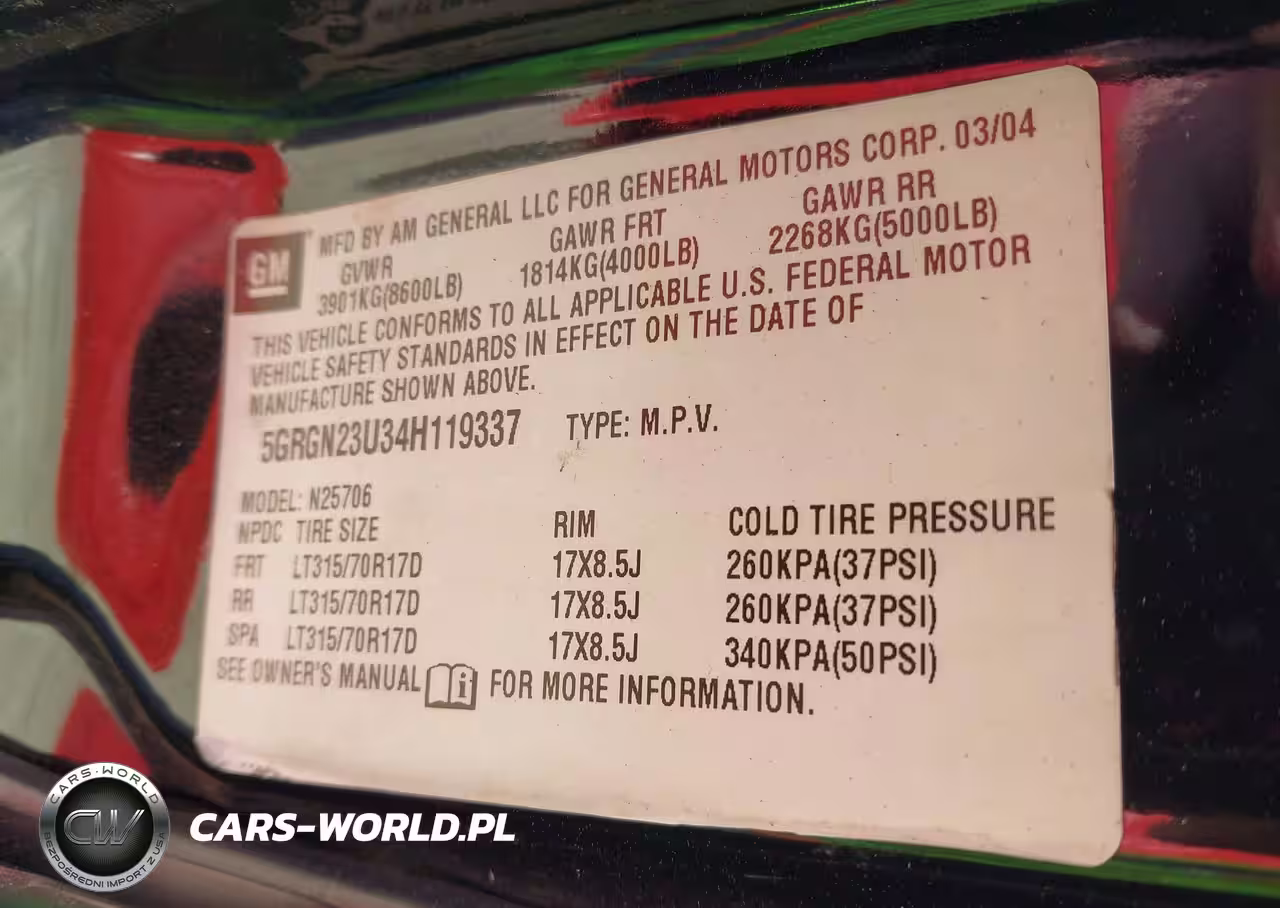 GM
MFD BY AM GENERAL LLC FOR GENERAL MOTORS CORP. 03/04
GVWR GAWR FRT GAWR RR
3901KG(8600LB) 1814KG(4000LB) 2268KG(5000LB)
THIS VEHICLE CONFORMS TO ALL APPLICABLE U.S. FEDERAL MOTOR
VEHICLE SAFETY STANDARDS IN EFFECT ON THE DATE OF
MANUFACTURE SHOWN ABOVE.
5GRGN23U34H119337 TYPE: M.P.V.
MODEL: N25706
NPDC TIRE SIZE RIM COLD TIRE PRESSURE
FRT LT315/70R17D 17X8.5J 260KPA(37PSI)
RR LT315/70R17D 17X8.5J 260KPA(37PSI)
SPA LT315/70R17D 17X8.5J 340KPA(50PSI)
SEE OWNER'S MANUAL i FOR MORE INFORMATION.
CARS-WORLD
CW
BEZPOŚREDNI IMPORT Z USA
CARS-WORLD.PL